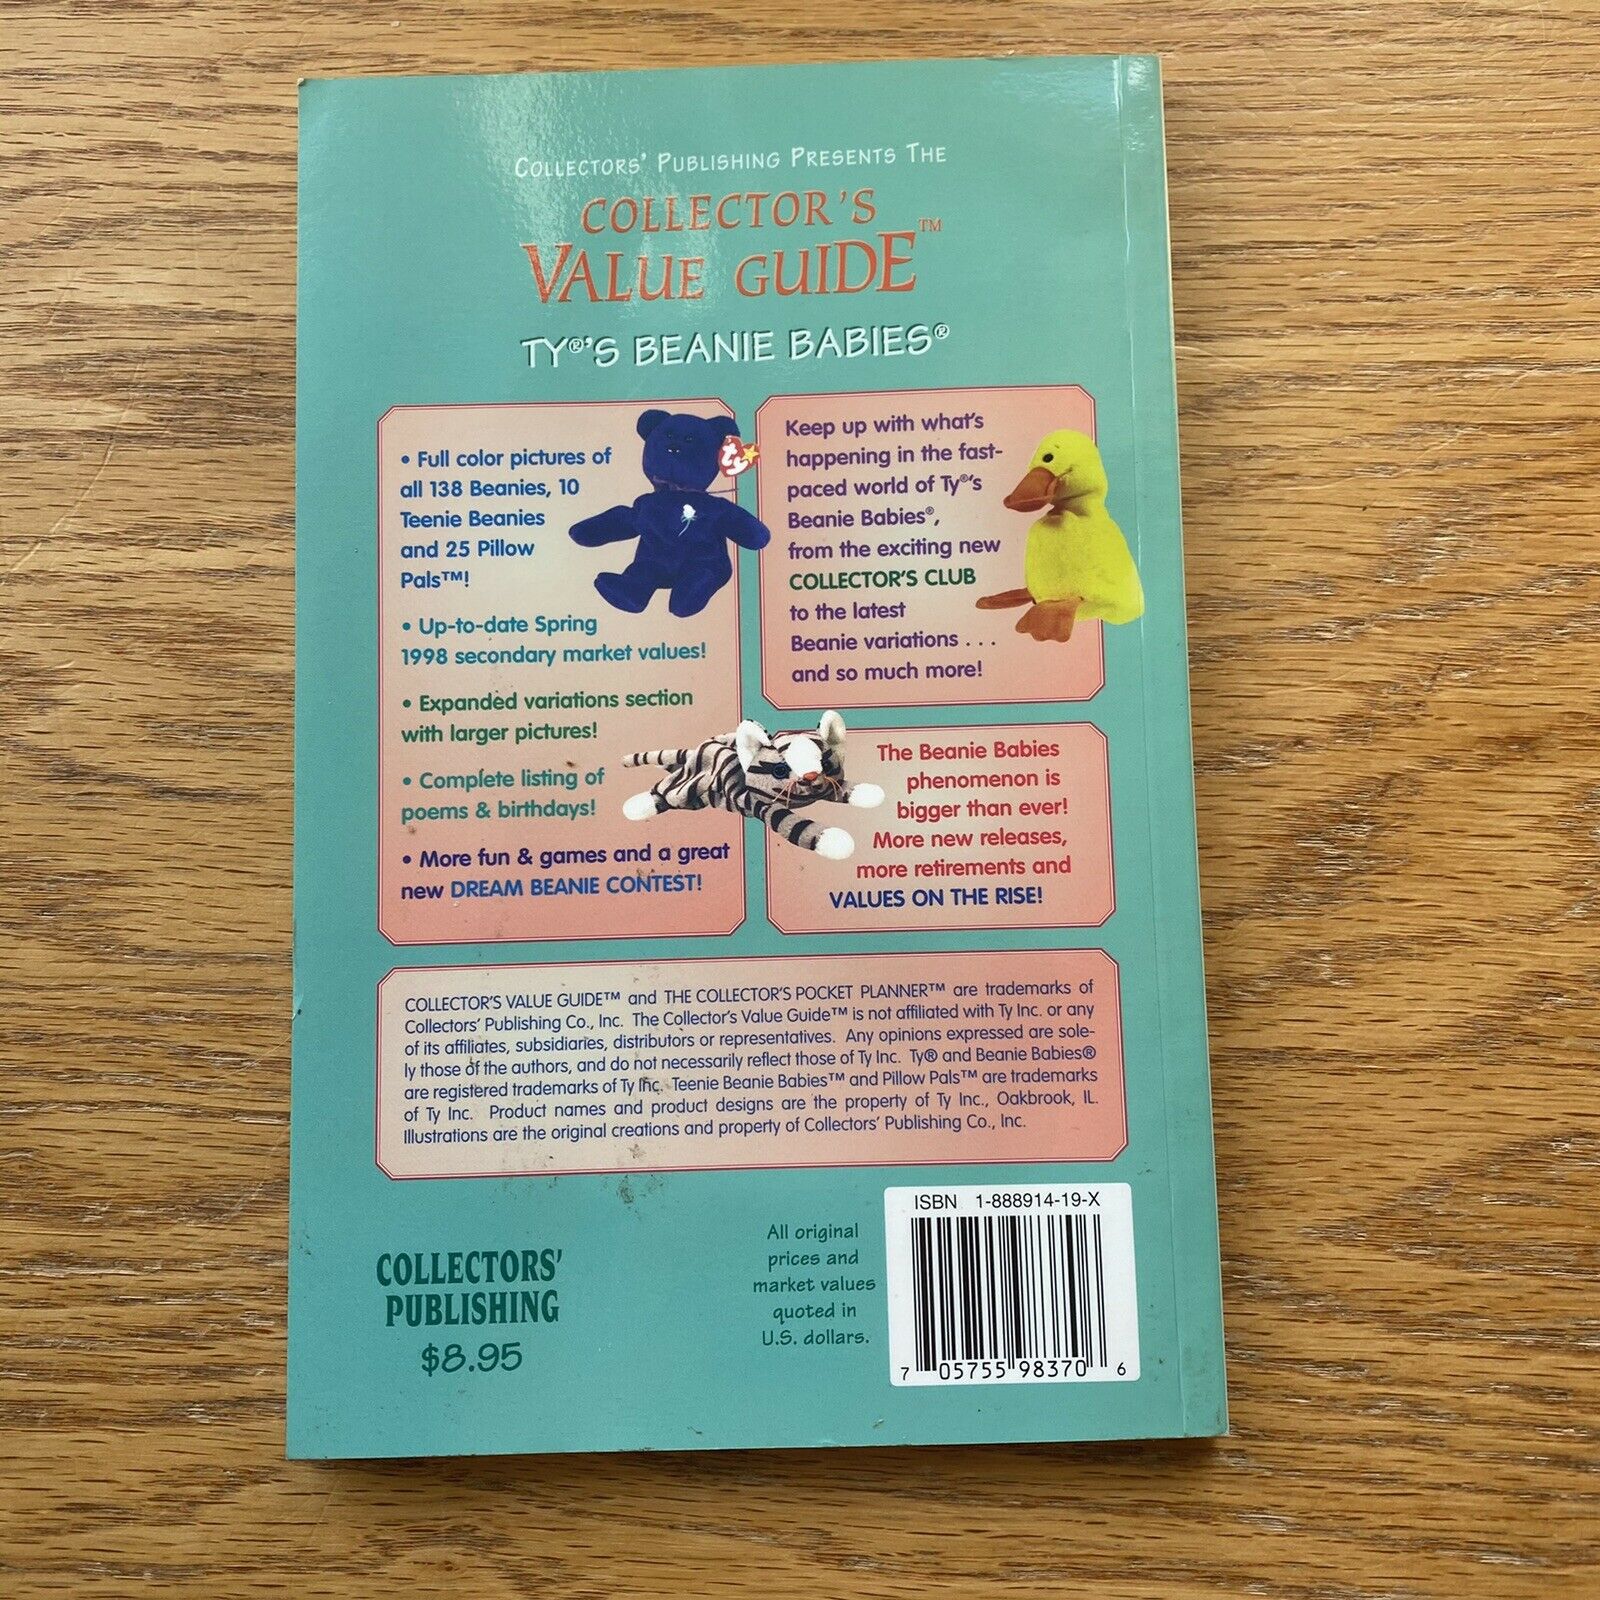 COLLECTORS' PUBLISHING PRESENTS THE
COLLECTOR'S
VALUE GUIDE™
TY®'S BEANIE BABIES®
• Full color pictures of
all 138 Beanies, 10
Teenie Beanies
and 25 Pillow
Pals™!
• Up-to-date Spring
1998 secondary market values!
• Expanded variations section
with larger pictures!
• Complete listing of
poems & birthdays!
• More fun & games and a great
new DREAM BEANIE CONTEST!
ty
Keep up with what's
happening in the fast-
paced world of Ty®'s
Beanie Babies®,
from the exciting new
COLLECTOR'S CLUB
to the latest
Beanie variations . . .
and so much more!
The Beanie Babies
phenomenon is
bigger than ever!
More new releases,
more retirements and
VALUES ON THE RISE!
COLLECTOR'S VALUE GUIDE™ and THE COLLECTOR'S POCKET PLANNER™ are trademarks of
Collectors' Publishing Co., Inc. The Collector's Value Guide™ is not affiliated with Ty Inc. or any
of its affiliates, subsidiaries, distributors or representatives. Any opinions expressed are sole-
ly those of the authors, and do not necessarily reflect those of Ty Inc. Ty® and Beanie Babies®
are registered trademarks of Ty Inc. Teenie Beanie Babies™ and Pillow Pals™ are trademarks
of Ty Inc. Product names and product designs are the property of Ty Inc., Oakbrook, IL.
Illustrations are the original creations and property of Collectors' Publishing Co., Inc.
COLLECTORS'
PUBLISHING
$8.95
All original
prices and
market values
quoted in
U.S. dollars.
ISBN 1-888914-19-X
7 05755 98370 6